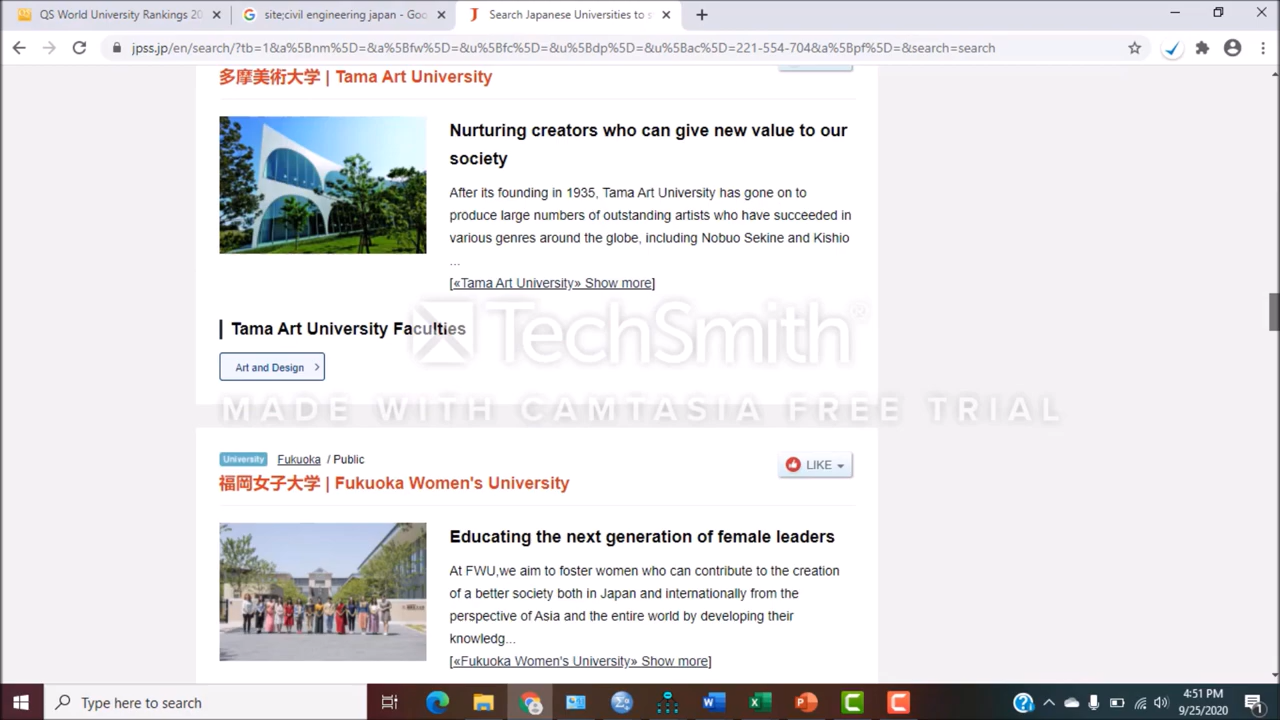 QS World University Rankings 20
site;civil engineering japan - Goo
Search Japanese Universities to s
jpss.jp/en/search/?tb=1&a%5Bnm%5D=&a%5Bfw%5D=&u%5Bfc%5D=&u%5Bdp%5D=&u%5Bac%5D=221-554-704&a%5Bpf%5D=&search=search
多摩美術大学 | Tama Art University
Nurturing creators who can give new value to our
society
After its founding in 1935, Tama Art University has gone on to
produce large numbers of outstanding artists who have succeeded in
various genres around the globe, including Nobuo Sekine and Kishio
...
[«Tama Art University» Show more]
Tama Art University Faculties
TechSmith®
Art and Design
MADE WITH CAMTASIA FREE TRIAL
University Fukuoka / Public
LIKE
福岡女子大学 | Fukuoka Women's University
Educating the next generation of female leaders
At FWU,we aim to foster women who can contribute to the creation
of a better society both in Japan and internationally from the
perspective of Asia and the entire world by developing their
knowledg...
[«Fukuoka Women's University» Show more]
Type here to search
4:51 PM
9/25/2020
1